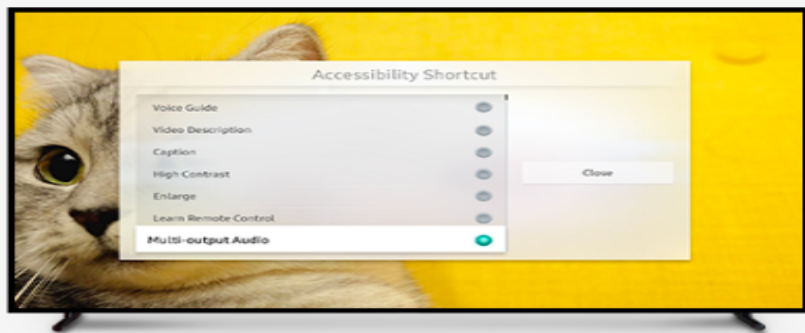 Accessibility Shortcut
Voice Guide
Video Description
Caption
High Contrast
Close
Enlarge
Learn Remote Control
Multi-output Audio